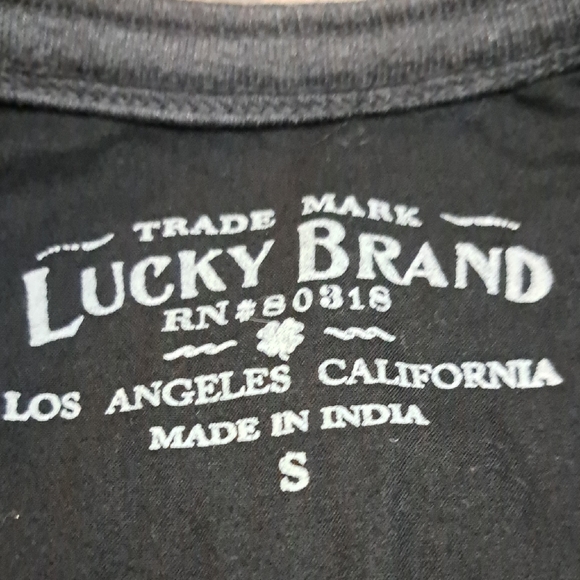 TRADE MARK
LUCKY BRAND
RN#80318
LOS ANGELES CALIFORNIA
MADE IN INDIA
S